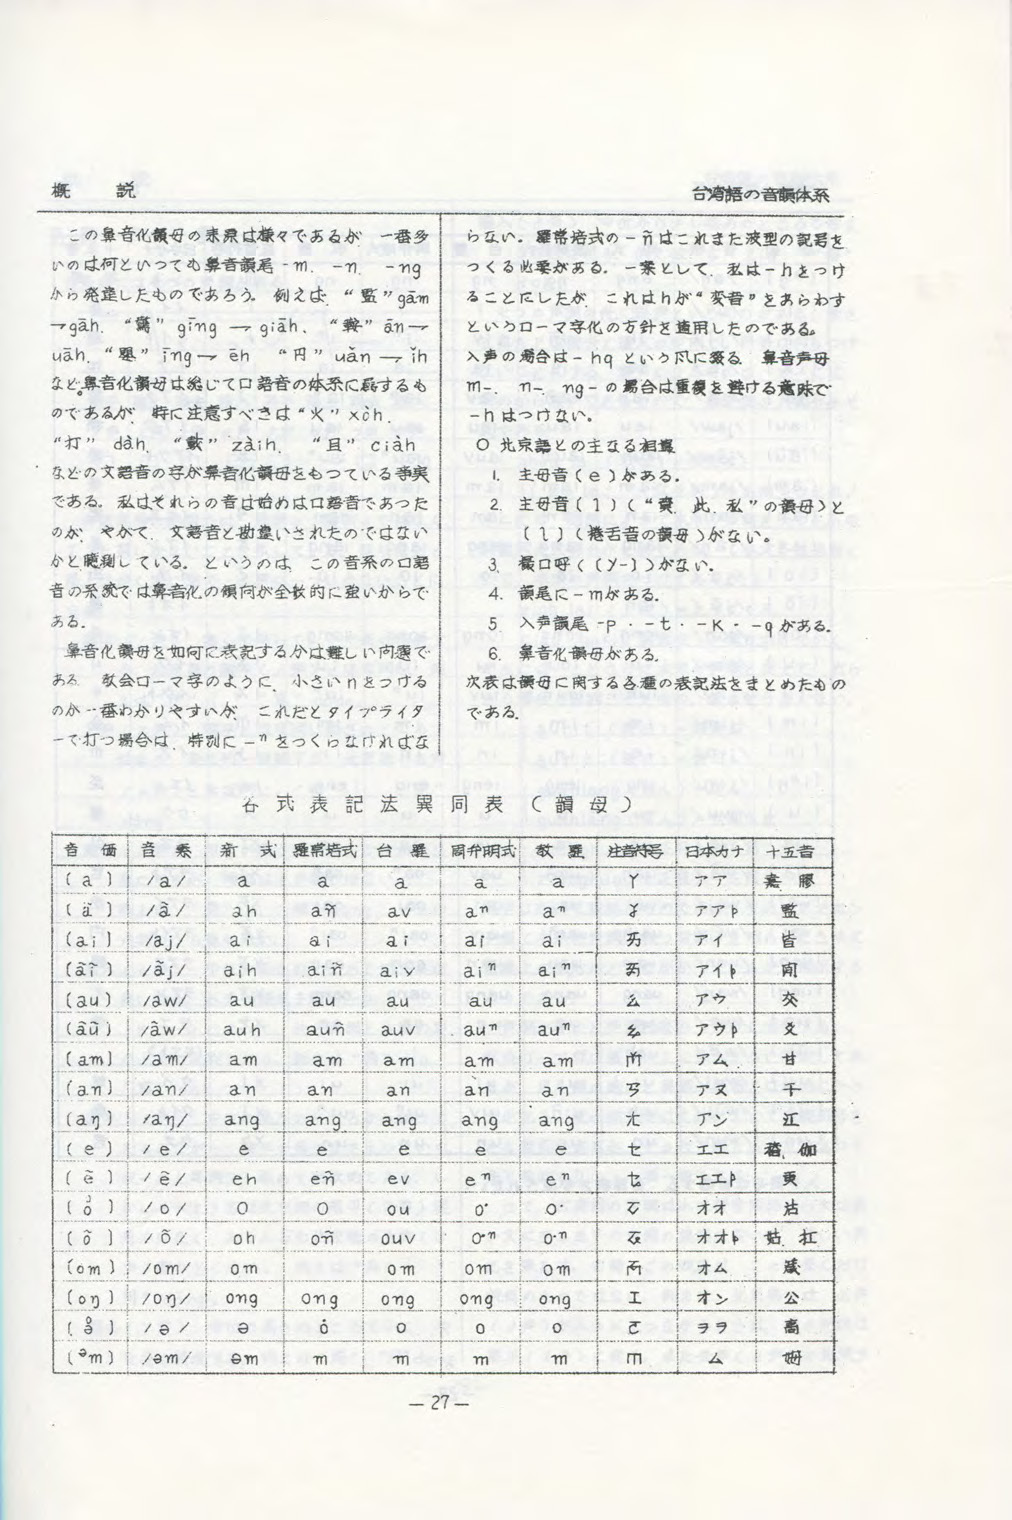 概　説
台湾語の音韻体系
この鼻音化韻母の来源は様々であるが、一番多
いのは何といっても鼻音韻尾 -m. -n. -ng
から発達したものであろう。例えば、“監”gām
→gāh. “驚” gīng → giāh. “鞍” ān→
uāh. “嬰” īng→ ēh “円” uǎn → ǐh
など。鼻音化韻母は総じて口語音の体系に属するも
のであるが、特に注意すべきは“火”xòh.
“打” dàh. “載” zàih. “且” ciàh
などの文語音の字が鼻音化韻母をもつている事実
である。私はそれらの音は始めは口語音であつた
のが、やがて、文語音と勘違いされたのではない
かと臆測している。というのは、この音系の口語
音の系統では鼻音化の傾向が全般的に強いからで
ある。
鼻音化韻母を如何に表記するかは難しい問題で
ある。教会ローマ字のように、小さいnをつける
のが一番わかりやすいが、これだとタイプライタ
ーで打つ場合は、特別に -ⁿ をつくらなければな
らない。羅常培式の -ñ はこれまた波型の記号を
つくる必要がある。一案として、私は -h をつけ
ることにしたが、これはhが“変音”をあらわす
というローマ字化の方針を適用したのである。
入声の場合は -hq という風に綴る。鼻音声母
m-. n-. ng- の場合は重複を避ける意味で
-h はつけない。
○ 北京語との主なる相違
1. 主母音(e)がある。
2. 主母音(ɿ)(“資、此、私”の韻母)と
(ʅ)(捲舌音の韻母)がない。
3. 撮口呼((y-))がない。
4. 韻尾に -m がある。
5. 入声韻尾 -p・-t・-k・-q がある。
6. 鼻音化韻母がある。
次表は韻母に関する各種の表記法をまとめたもの
である。
各式表記法異同表(韻母)
音価 音素 新式 羅常培式 台羅 周弁明式 教羅 注音符号 日本カナ 十五音
(a) /a/ a a a a a ㄚ アア 嘉 膠
(ã) /ã/ ah añ av aⁿ aⁿ ㆩ アアㇷ 監
(ai) /aj/ ai ai ai ai ai ㄞ アイ 皆
(ãĩ) /ãj/ aih aiñ aiv aiⁿ aiⁿ ㆮ アイㇷ 閒
(au) /aw/ au au au au au ㄠ アウ 交
(ãũ) /ãw/ auh auñ auv auⁿ auⁿ ㆯ アウㇷ 爻
(am) /am/ am am am am am ㆰ アム 甘
(an) /an/ an an an an an ㄢ アヌ 干
(aŋ) /aŋ/ ang ang ang ang ang ㄤ アン 江
(e) /e/ e e e e e ㆤ エエ 稽 伽
(ẽ) /ẽ/ eh eñ ev eⁿ eⁿ ㆥ エエㇷ 更
(o) /o/ o o ou o· o· ㆦ オオ 沽
(õ) /õ/ oh oñ ouv o·ⁿ o·ⁿ ㆧ オオㇷ 姑 扛
(om) /om/ om om om om ㆱ オム 箴
(oŋ) /oŋ/ ong ong ong ong ong ㆲ オン 公
/ə/ ə ȯ o o o ㄛ ヲヲ 高
(ᵊm) /əm/ əm m m m m ㆬ ム 姆
— 27 —